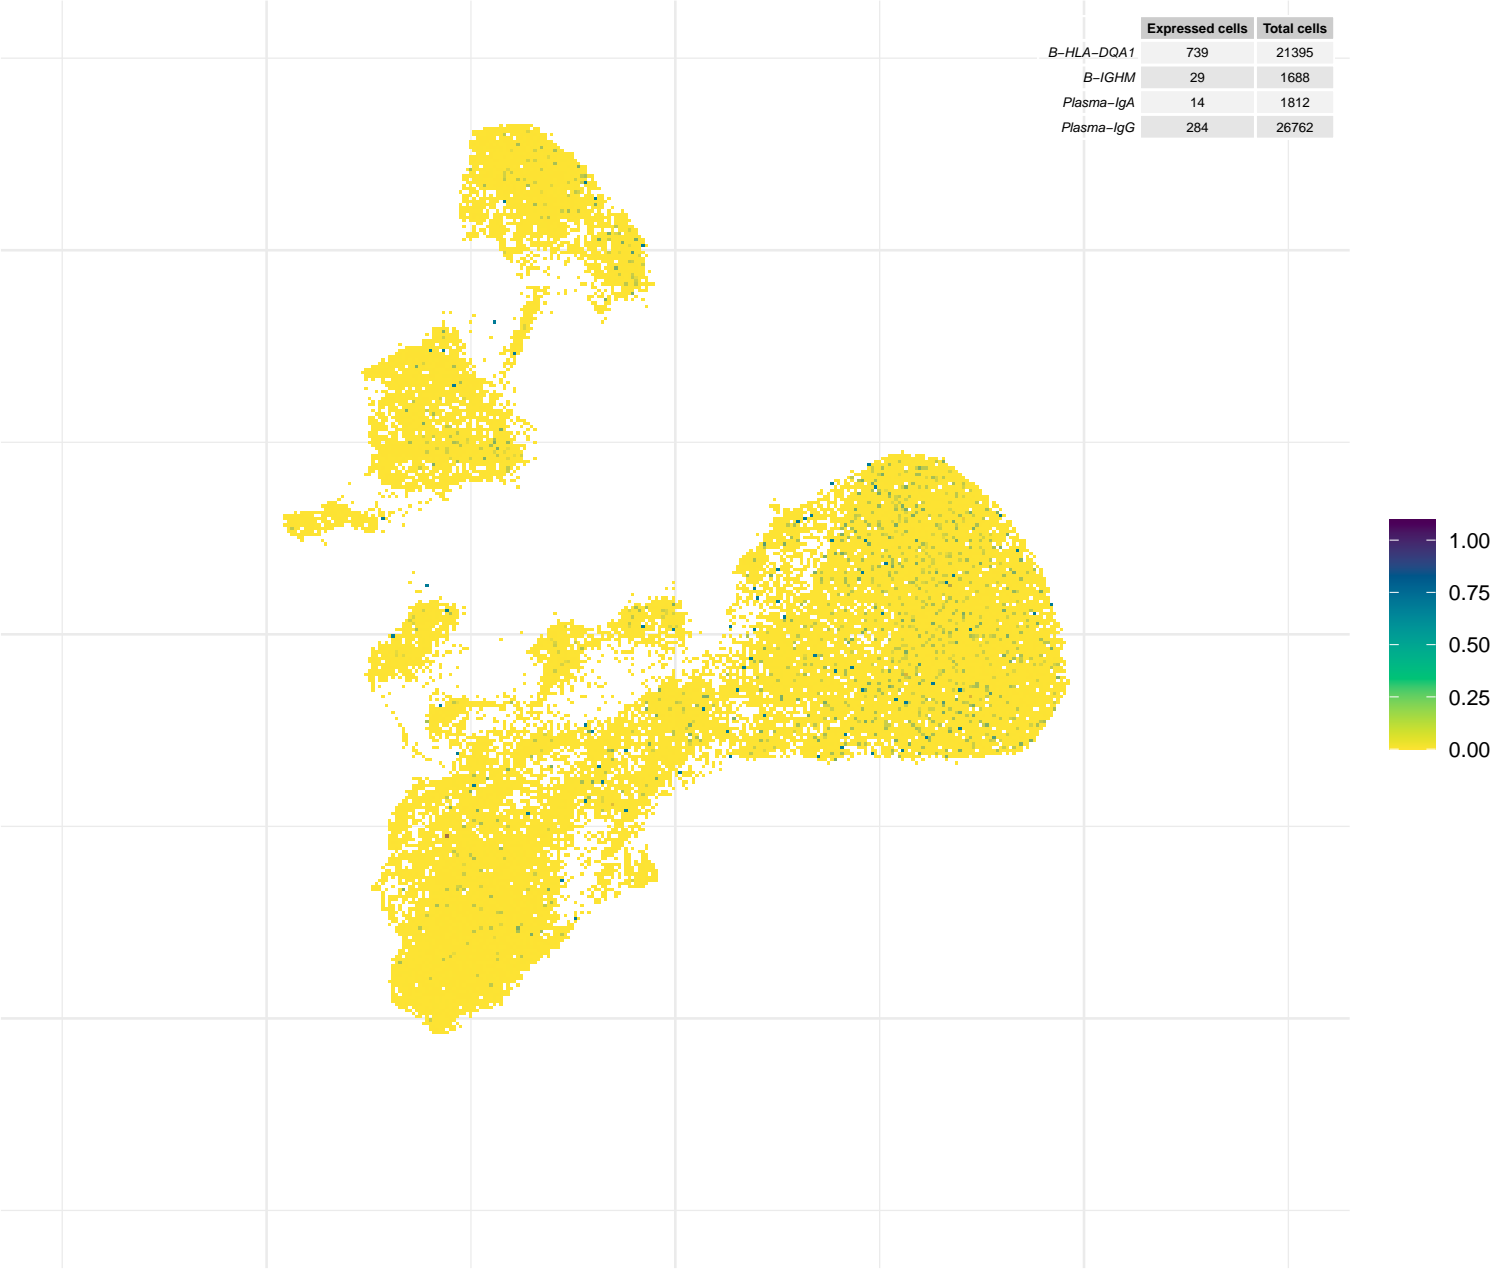 Expressed cells Total cells
B−HLA−DQA1 739 21395
B−IGHM 29 1688
Plasma−IgA 14 1812
Plasma−IgG 284 26762
1.00
0.75
0.50
0.25
0.00